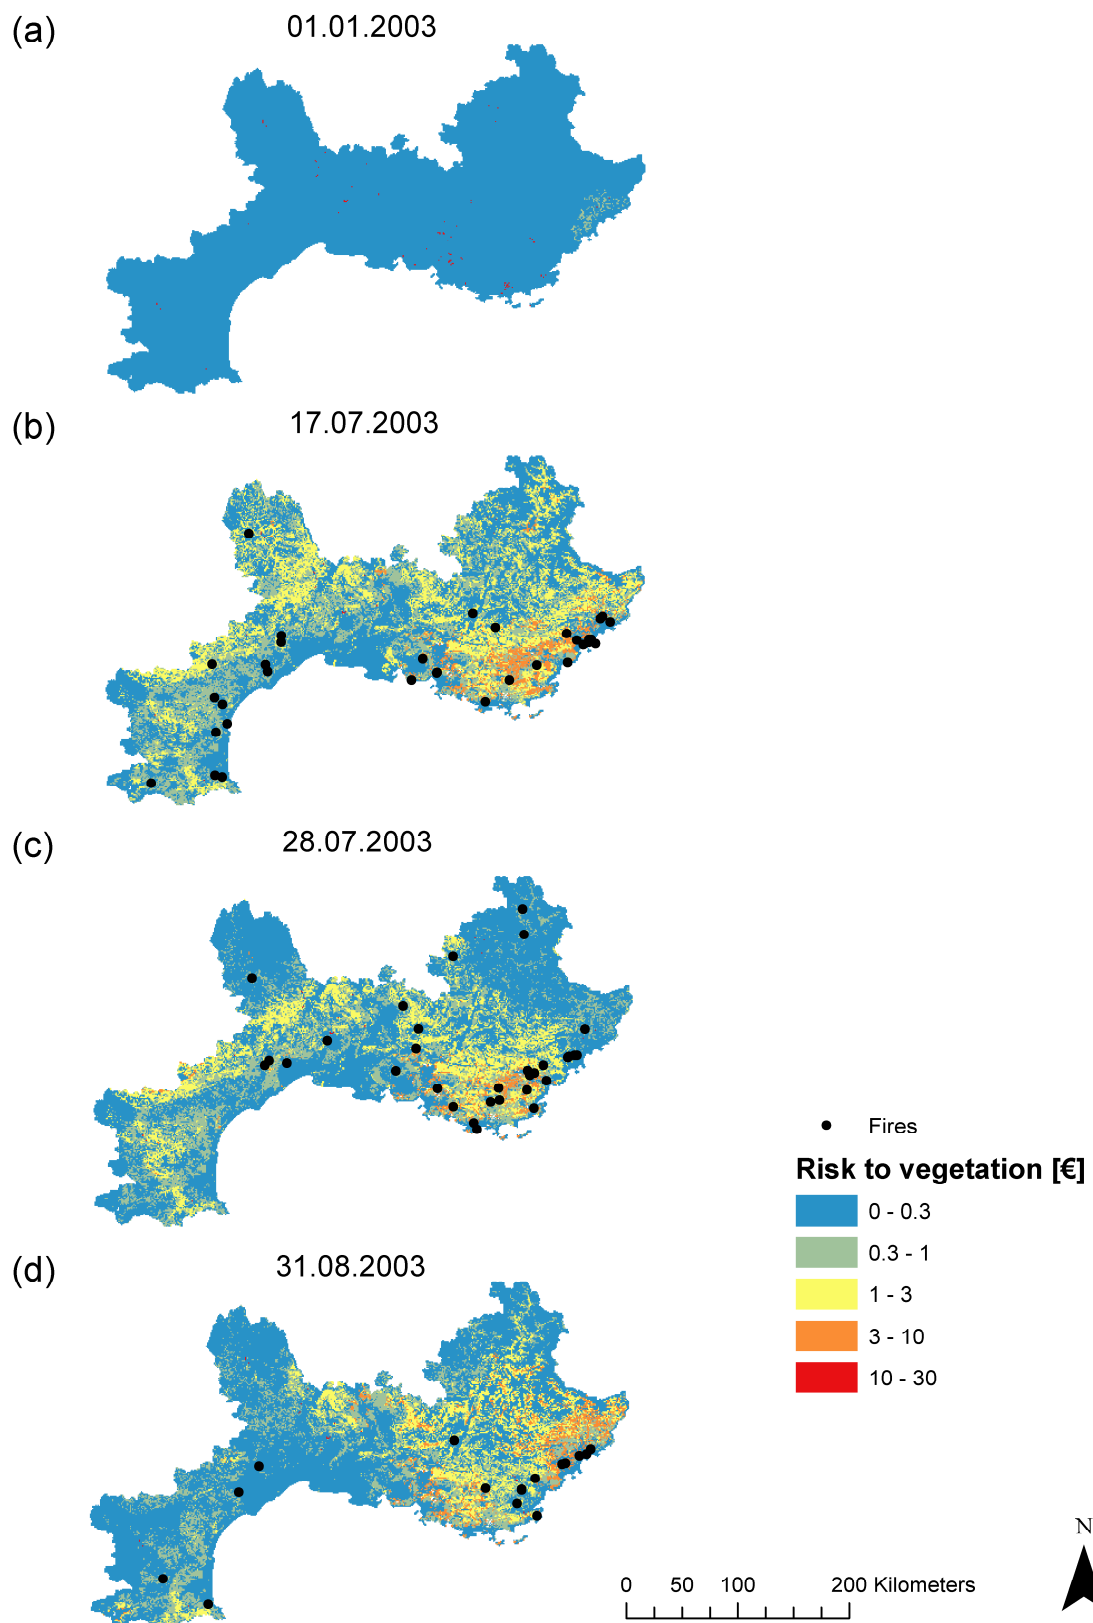 (a)
01.01.2003
(b)
17.07.2003
(c)
28.07.2003
Fires
Risk to vegetation [€]
0 - 0.3
0.3 - 1
1 - 3
3 - 10
10 - 30
(d)
31.08.2003
N
0 50 100 200 Kilometers